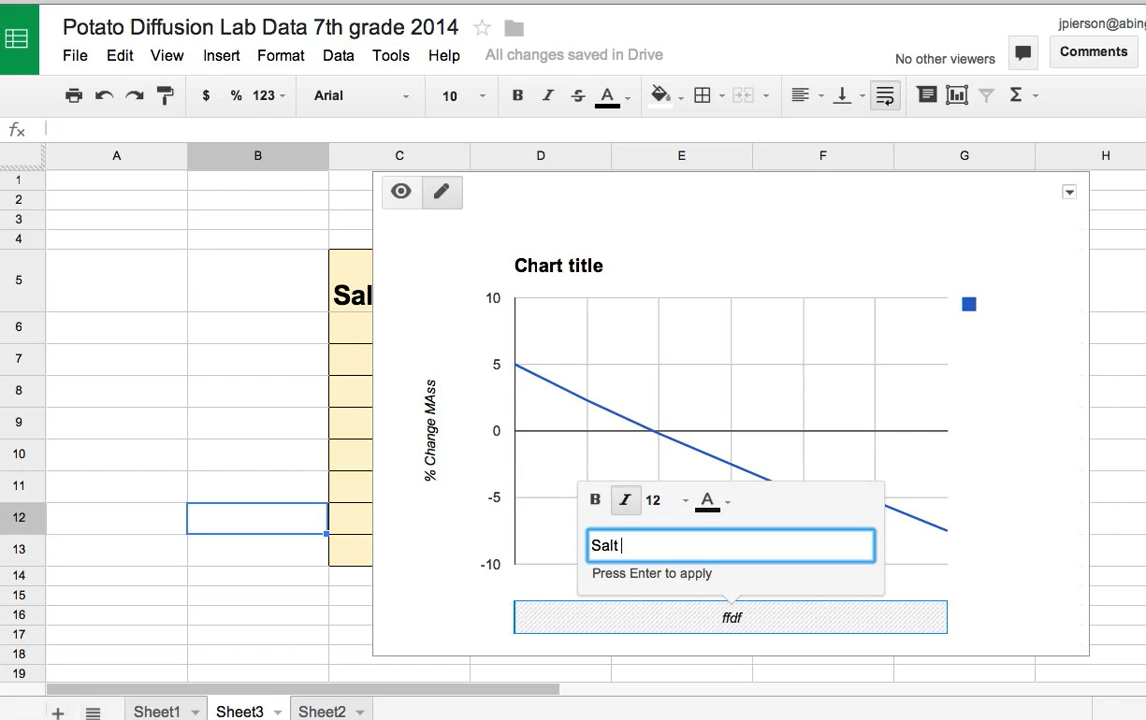 Potato Diffusion Lab Data 7th grade 2014
jpierson@abing
File Edit View Insert Format Data Tools Help All changes saved in Drive
No other viewers
Comments
$ % 123 Arial 10 B I S A Σ
fx
A B C D E F G H
1
2
3
4
5
6
7
8
9
10
11
12
13
14
15
16
17
18
19
Sal
Chart title
10
5
0
-5
-10
% Change MAss
B I 12 A
Salt
Press Enter to apply
ffdf
+ Sheet1 Sheet3 Sheet2